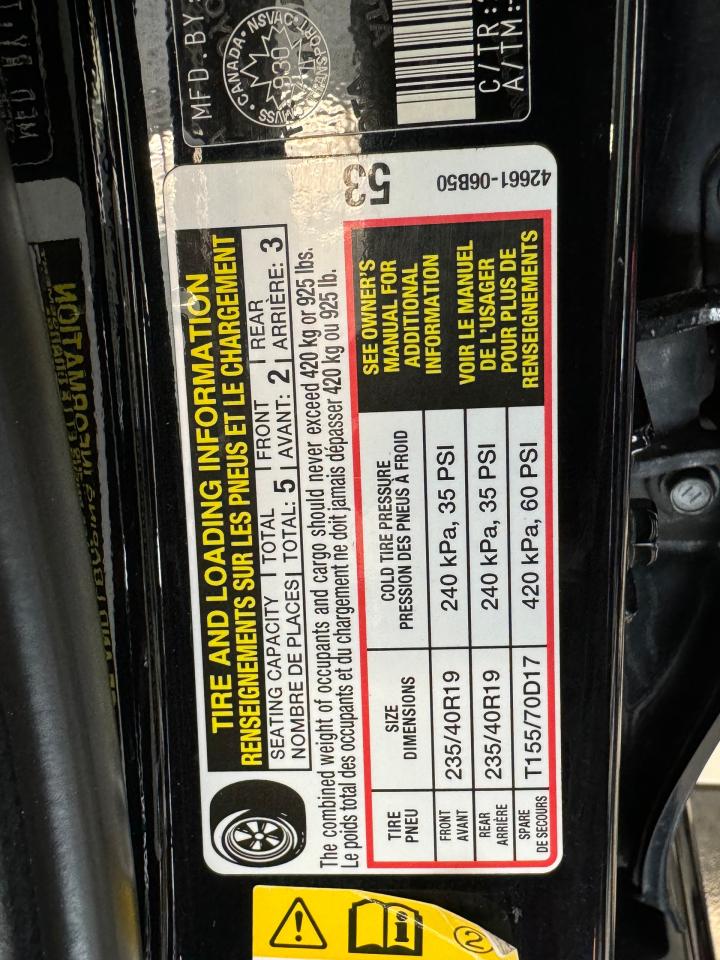 TIRE AND LOADING INFORMATION
RENSEIGNEMENTS SUR LES PNEUS ET LE CHARGEMENT
SEATING CAPACITY TOTAL FRONT REAR
NOMBRE DE PLACES TOTAL: 5 AVANT: 2 ARRIÈRE: 3
The combined weight of occupants and cargo should never exceed 420 kg or 925 lbs.
Le poids total des occupants et du chargement ne doit jamais dépasser 420 kg ou 925 lb.
TIRE SIZE COLD TIRE PRESSURE
PNEU DIMENSIONS PRESSION DES PNEUS À FROID
FRONT
AVANT 235/40R19 240 kPa, 35 PSI
REAR
ARRIÈRE 235/40R19 240 kPa, 35 PSI
SPARE
DE SECOURS T155/70D17 420 kPa, 60 PSI
SEE OWNER'S
MANUAL FOR
ADDITIONAL
INFORMATION
VOIR LE MANUEL
DE L'USAGER
POUR PLUS DE
RENSEIGNEMENTS
53
42661-06B50
MFD.BY:
CANADA
NSVAC
930
C/TR:
A/TM:
2